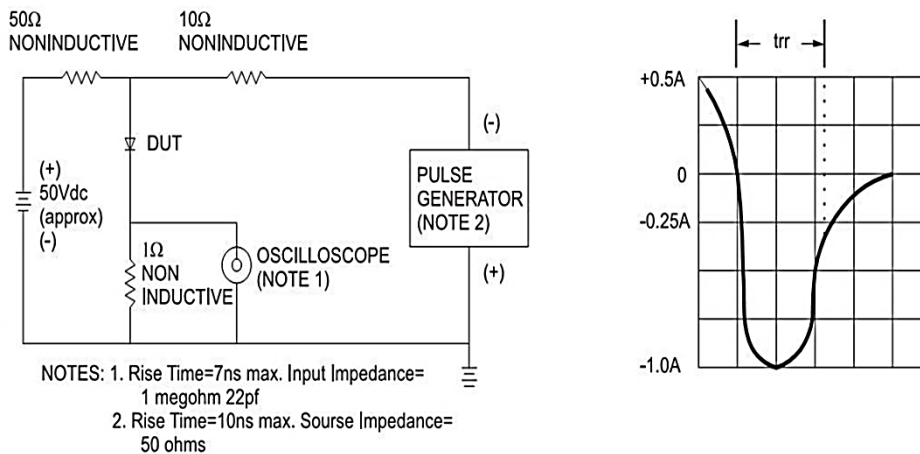 50Ω
NONINDUCTIVE
10Ω
NONINDUCTIVE
DUT
(+)
50Vdc
(approx)
(-)
1Ω
NON
INDUCTIVE
OSCILLOSCOPE
(NOTE 1)
(-)
PULSE
GENERATOR
(NOTE 2)
(+)
NOTES: 1. Rise Time=7ns max. Input Impedance=
1 megohm 22pf
2. Rise Time=10ns max. Sourse Impedance=
50 ohms
trr
+0.5A
0
-0.25A
-1.0A